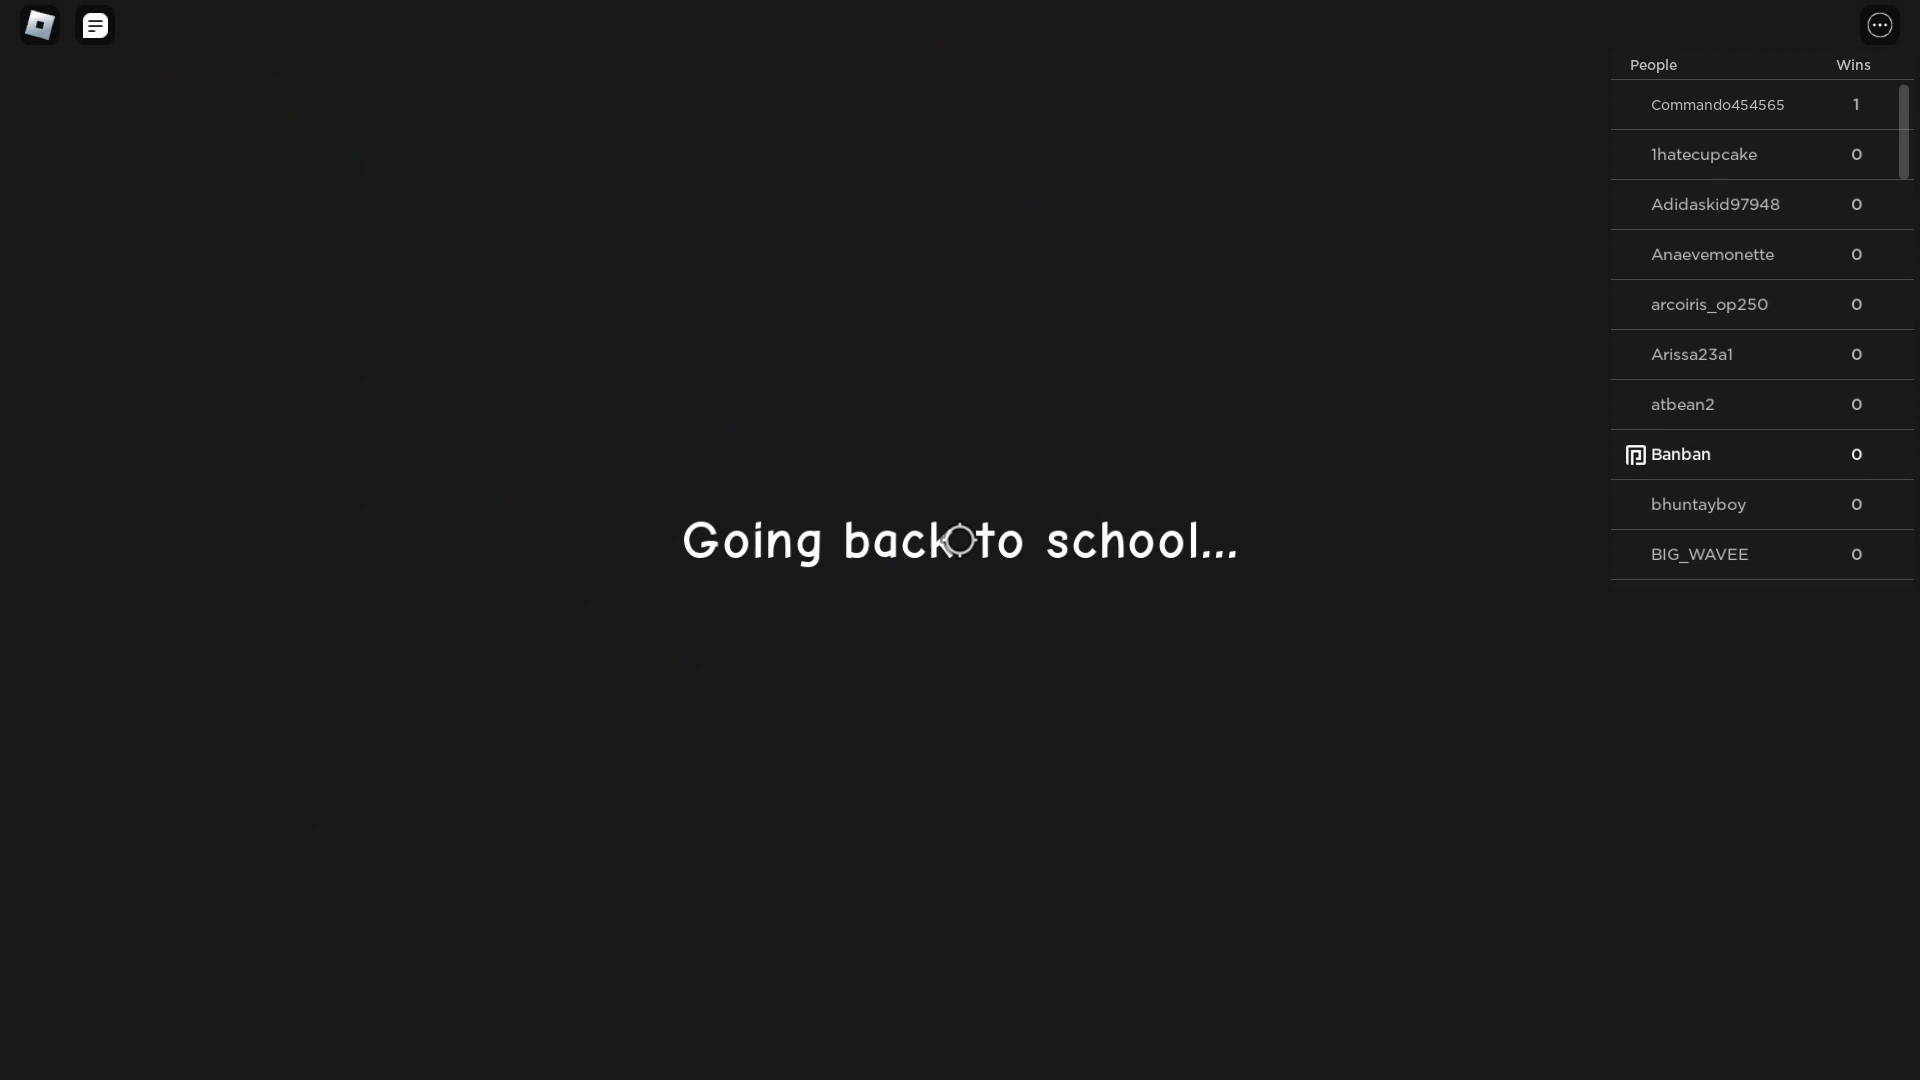 People Wins
Commando454565 1
1hatecupcake 0
Adidaskid97948 0
Anaevemonette 0
arcoiris_op250 0
Arissa23a1 0
atbean2 0
Banban 0
bhuntayboy 0
BIG_WAVEE 0
Going back to school...